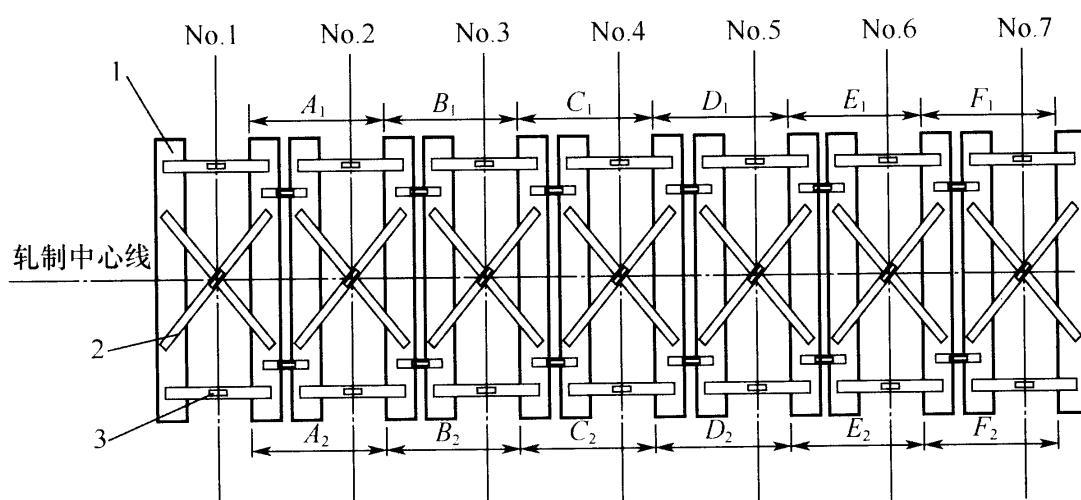 No.1 No.2 No.3 No.4 No.5 No.6 No.7
1
A₁ B₁ C₁ D₁ E₁ F₁
轧制中心线
2
3
A₂ B₂ C₂ D₂ E₂ F₂